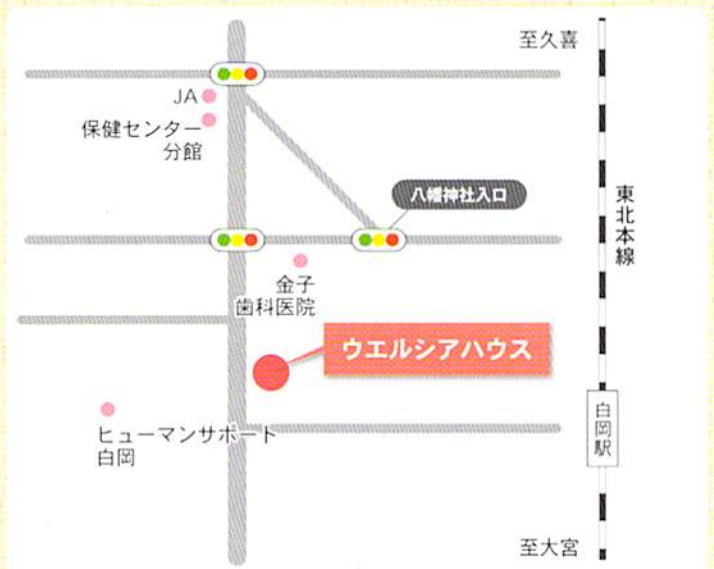 至久喜
JA
保健センター
分館
八幡神社入口
東北本線
金子
歯科医院
ウエルシアハウス
白岡駅
ヒューマンサポート
白岡
至大宮